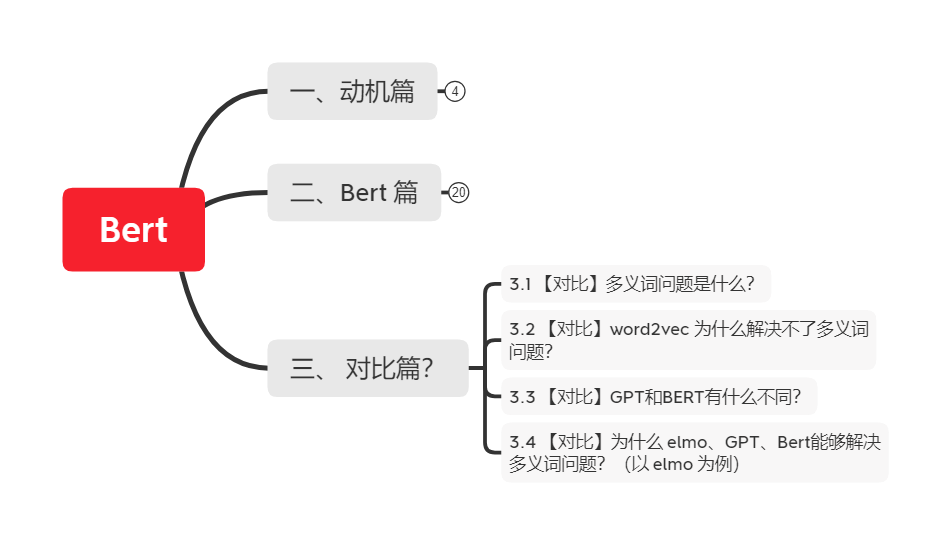 Bert
一、动机篇
4
二、Bert 篇
20
三、 对比篇?
3.1 【对比】多义词问题是什么?
3.2 【对比】word2vec 为什么解决不了多义词
问题?
3.3 【对比】GPT和BERT有什么不同?
3.4 【对比】为什么 elmo、GPT、Bert能够解决
多义词问题?（以 elmo 为例）